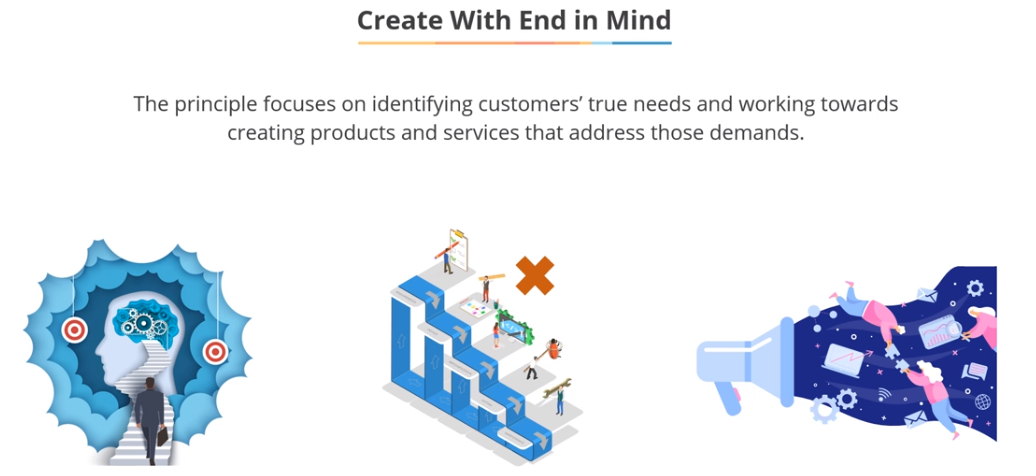 Create With End in Mind
The principle focuses on identifying customers’ true needs and working towards
creating products and services that address those demands.